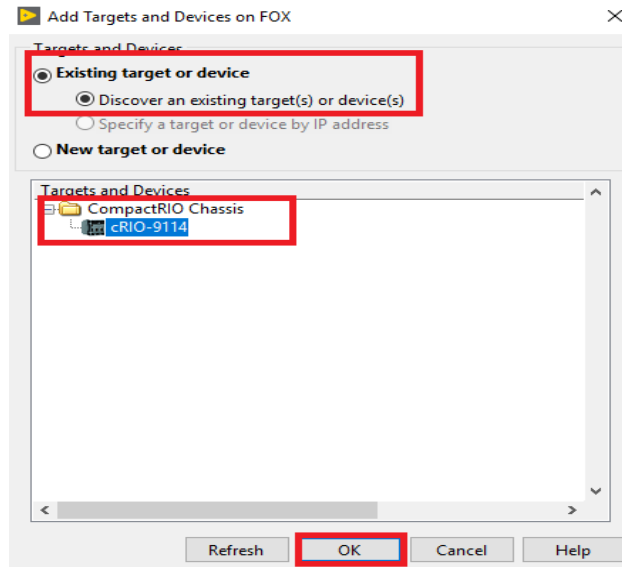 Add Targets and Devices on FOX
Targets and Devices
Existing target or device
Discover an existing target(s) or device(s)
Specify a target or device by IP address
New target or device
Targets and Devices
CompactRIO Chassis
cRIO-9114
Refresh OK Cancel Help